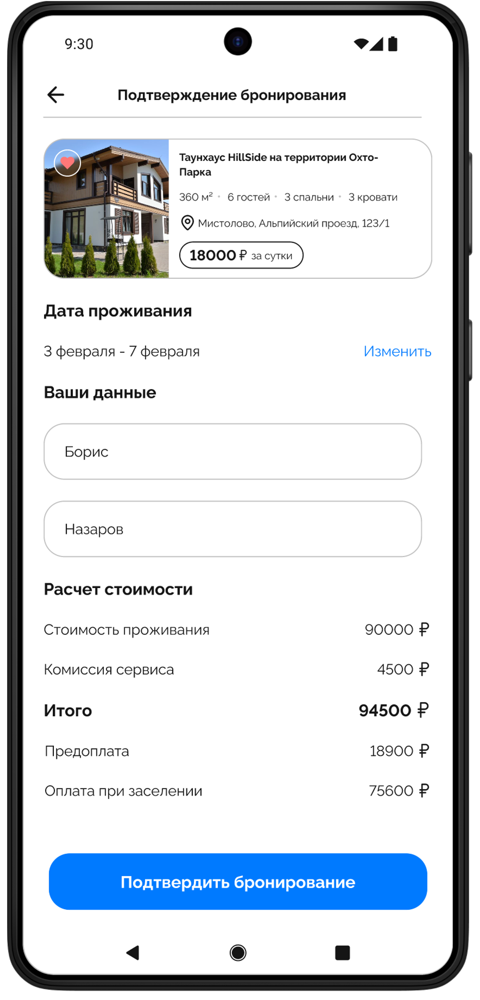 9:30
Подтверждение бронирования
Таунхаус HillSide на территории Охто-
Парка
360 м² • 6 гостей • 3 спальни • 3 кровати
Мистолово, Альпийский проезд, 123/1
18000 ₽ за сутки
Дата проживания
3 февраля - 7 февраля Изменить
Ваши данные
Борис
Назаров
Расчет стоимости
Стоимость проживания 90000 ₽
Комиссия сервиса 4500 ₽
Итого 94500 ₽
Предоплата 18900 ₽
Оплата при заселении 75600 ₽
Подтвердить бронирование